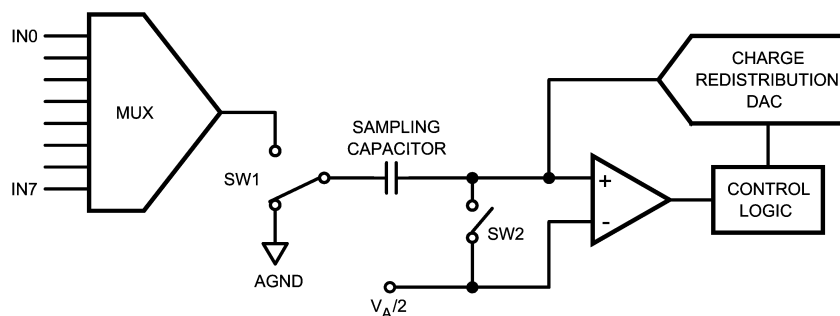 IN0
MUX
IN7
SW1
AGND
SAMPLING
CAPACITOR
SW2
V_A/2
+
-
CHARGE
REDISTRIBUTION
DAC
CONTROL
LOGIC